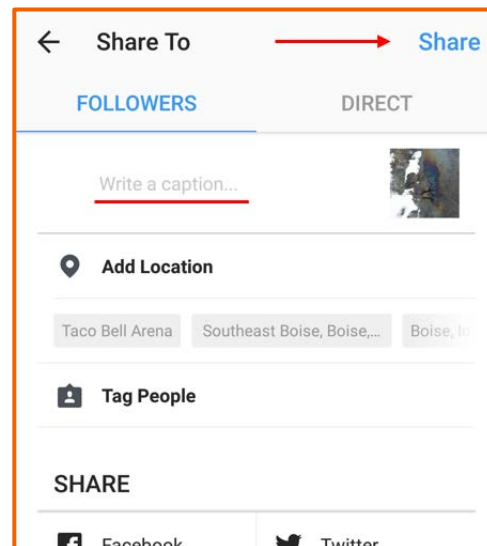 Share To Share
FOLLOWERS DIRECT
Write a caption...
Add Location
Taco Bell Arena Southeast Boise, Boise,... Boise,
Tag People
SHARE
Facebook Twitter